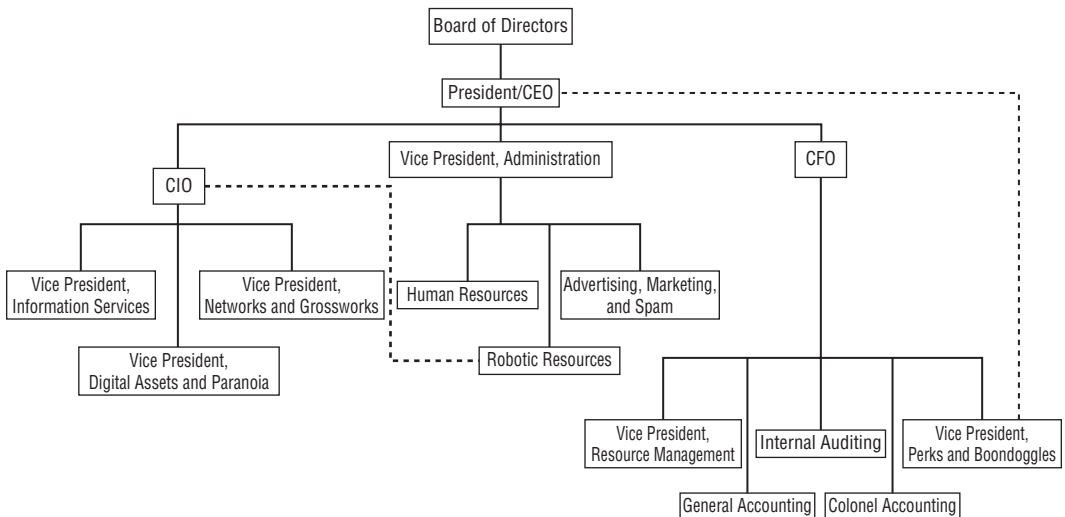 Board of Directors
President/CEO
Vice President, Administration
CFO
CIO
Vice President,
Information Services
Vice President,
Networks and Grossworks
Human Resources
Advertising, Marketing,
and Spam
Vice President,
Digital Assets and Paranoia
Robotic Resources
Vice President,
Resource Management
Internal Auditing
Vice President,
Perks and Boondoggles
General Accounting
Colonel Accounting